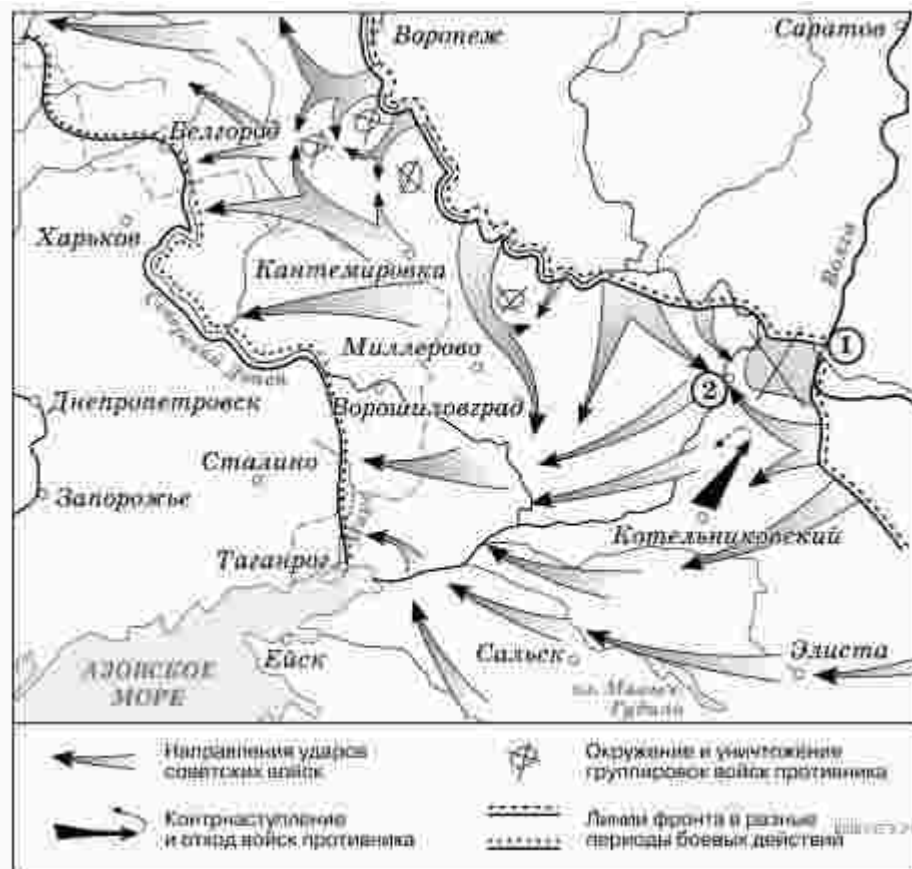 Воронеж
Саратов
Белгород
Волга
Харьков
Кантемировка
Северский Донец
Миллерово
1
2
Днепропетровск
Ворошиловград
Сталино
Запорожье
Котельниковский
Таганрог
АЗОВСКОЕ
МОРЕ
Ейск
Сальск
Элиста
оз. Маныч-
Гудило
Направления ударов
советских войск
Окружение и уничтожение
группировок войск противника
Контрнаступление
и отход войск противника
Линии фронта в разные
периоды боевых действий